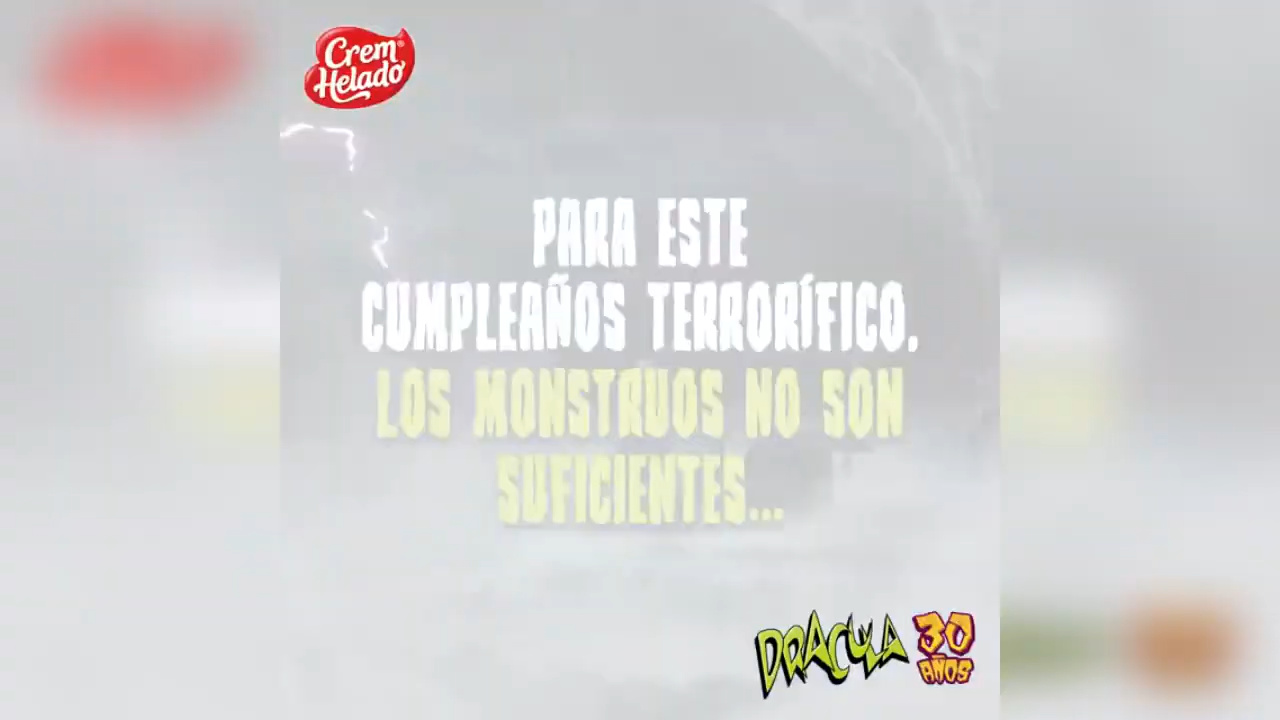 Crem
Helado
PARA ESTE
CUMPLEAÑOS TERRORÍFICO,
LOS MONSTRUOS NO SON
SUFICIENTES...
DRACULA 30
AÑOS